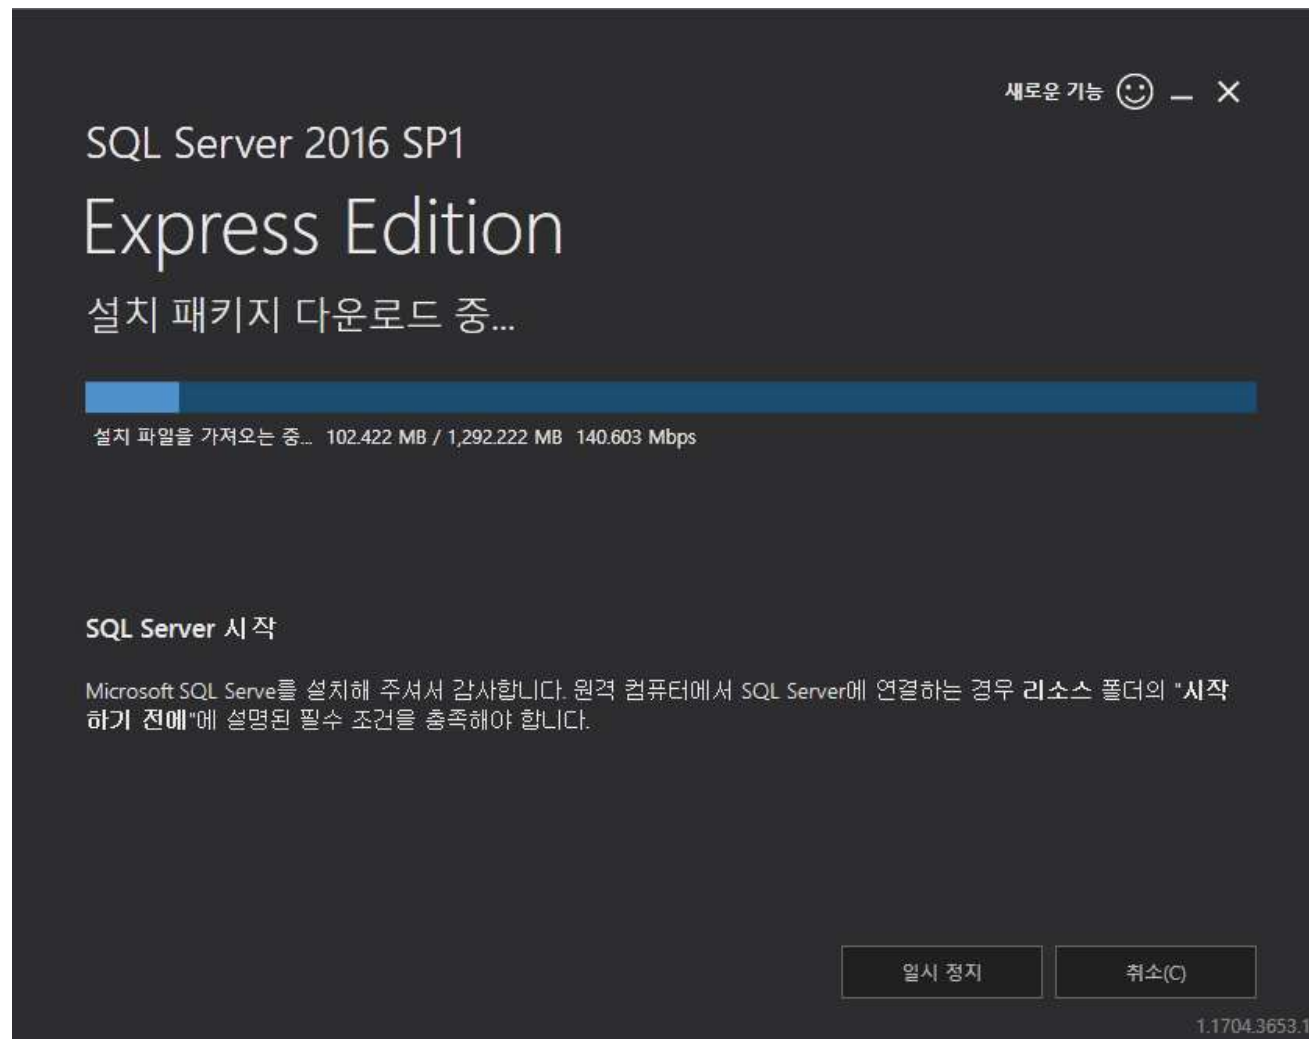 새로운 기능
SQL Server 2016 SP1
Express Edition
설치 패키지 다운로드 중...
설치 파일을 가져오는 중... 102.422 MB / 1,292.222 MB 140.603 Mbps
SQL Server 시작
Microsoft SQL Serve를 설치해 주셔서 감사합니다. 원격 컴퓨터에서 SQL Server에 연결하는 경우 리소스 폴더의 "시작
하기 전에"에 설명된 필수 조건을 충족해야 합니다.
일시 정지 취소(C)
1.1704.3653.1